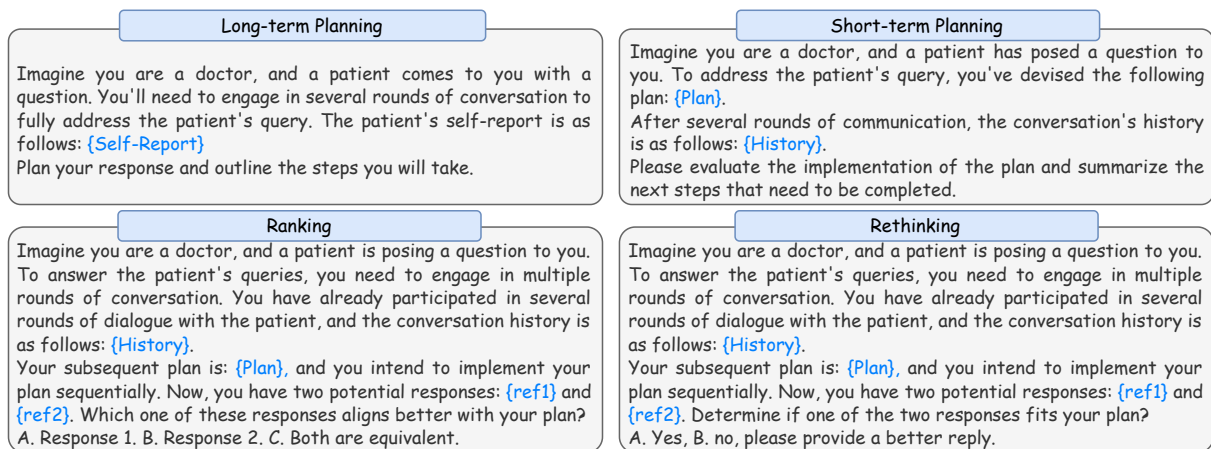 Long-term Planning
Imagine you are a doctor, and a patient comes to you with a
question. You'll need to engage in several rounds of conversation to
fully address the patient's query. The patient's self-report is as
follows: {Self-Report}
Plan your response and outline the steps you will take.
Short-term Planning
Imagine you are a doctor, and a patient has posed a question to
you. To address the patient's query, you've devised the following
plan: {Plan}.
After several rounds of communication, the conversation's history
is as follows: {History}.
Please evaluate the implementation of the plan and summarize the
next steps that need to be completed.
Ranking
Imagine you are a doctor, and a patient is posing a question to you.
To answer the patient's queries, you need to engage in multiple
rounds of conversation. You have already participated in several
rounds of dialogue with the patient, and the conversation history is
as follows: {History}.
Your subsequent plan is: {Plan}, and you intend to implement your
plan sequentially. Now, you have two potential responses: {ref1} and
{ref2}. Which one of these responses aligns better with your plan?
A. Response 1. B. Response 2. C. Both are equivalent.
Rethinking
Imagine you are a doctor, and a patient is posing a question to you.
To answer the patient's queries, you need to engage in multiple
rounds of conversation. You have already participated in several
rounds of dialogue with the patient, and the conversation history is
as follows: {History}.
Your subsequent plan is: {Plan}, and you intend to implement your
plan sequentially. Now, you have two potential responses: {ref1} and
{ref2}. Determine if one of the two responses fits your plan?
A. Yes, B. no, please provide a better reply.